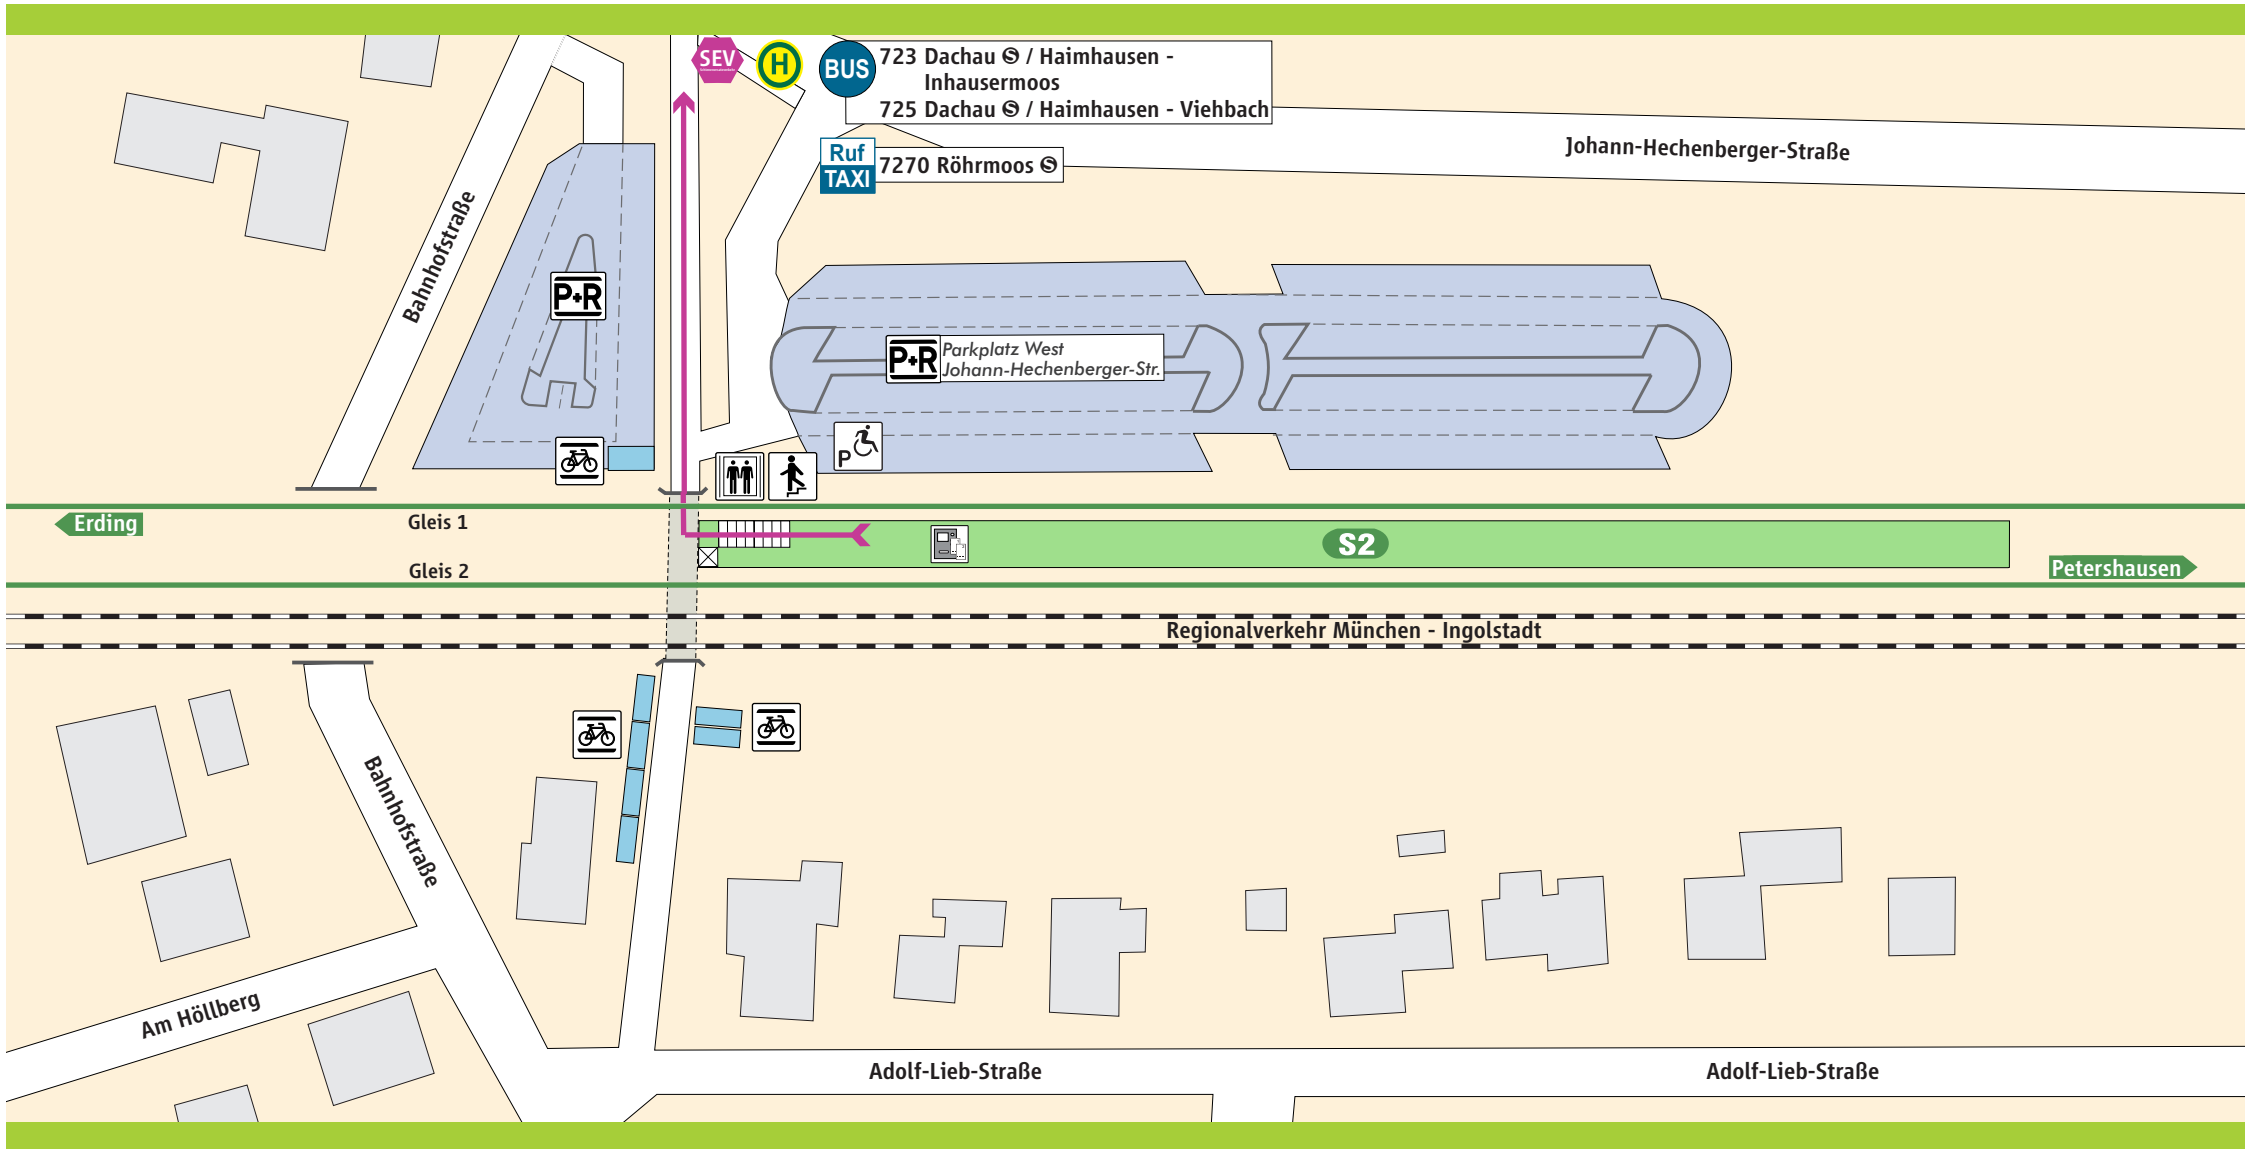 SEV
H
BUS
723 Dachau S / Haimhausen -
Inhausermoos
725 Dachau S / Haimhausen - Viehbach
Ruf
TAXI
7270 Röhrmoos S
Johann-Hechenberger-Straße
Bahnhofstraße
P+R
P+R
Parkplatz West
Johann-Hechenberger-Str.
P
Erding
Gleis 1
S2
Gleis 2
Petershausen
Regionalverkehr München - Ingolstadt
Bahnhofstraße
Am Höllberg
Adolf-Lieb-Straße
Adolf-Lieb-Straße